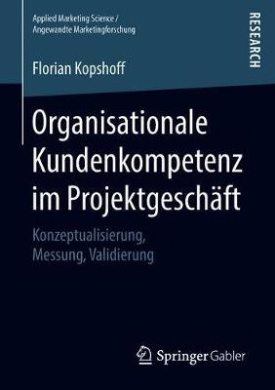 Applied Marketing Science /
Angewandte Marketingforschung
RESEARCH
Florian Kopshoff
Organisationale
Kundenkompetenz
im Projektgeschäft
Konzeptualisierung,
Messung, Validierung
Springer Gabler